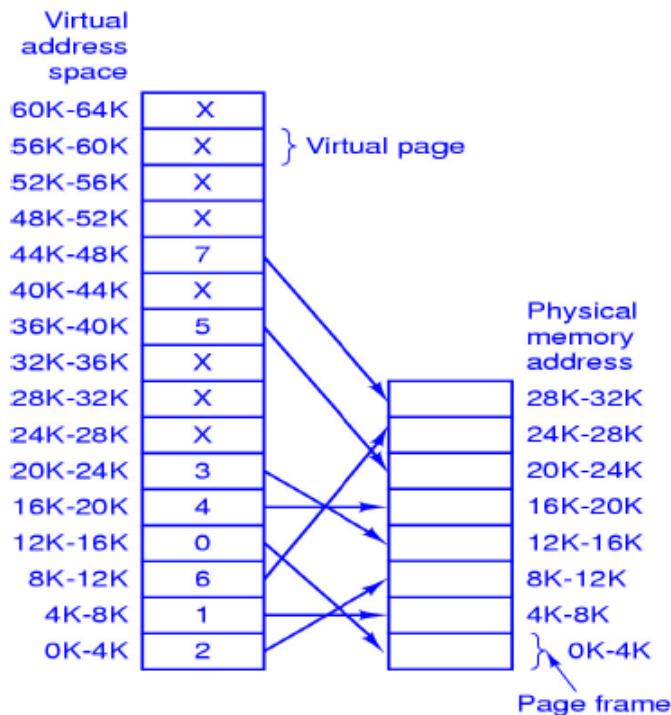 Virtual
address
space
60K-64K X
56K-60K X } Virtual page
52K-56K X
48K-52K X
44K-48K 7
40K-44K X
36K-40K 5
32K-36K X
28K-32K X
24K-28K X
20K-24K 3
16K-20K 4
12K-16K 0
8K-12K 6
4K-8K 1
0K-4K 2
Physical
memory
address
28K-32K
24K-28K
20K-24K
16K-20K
12K-16K
8K-12K
4K-8K
} 0K-4K
Page frame